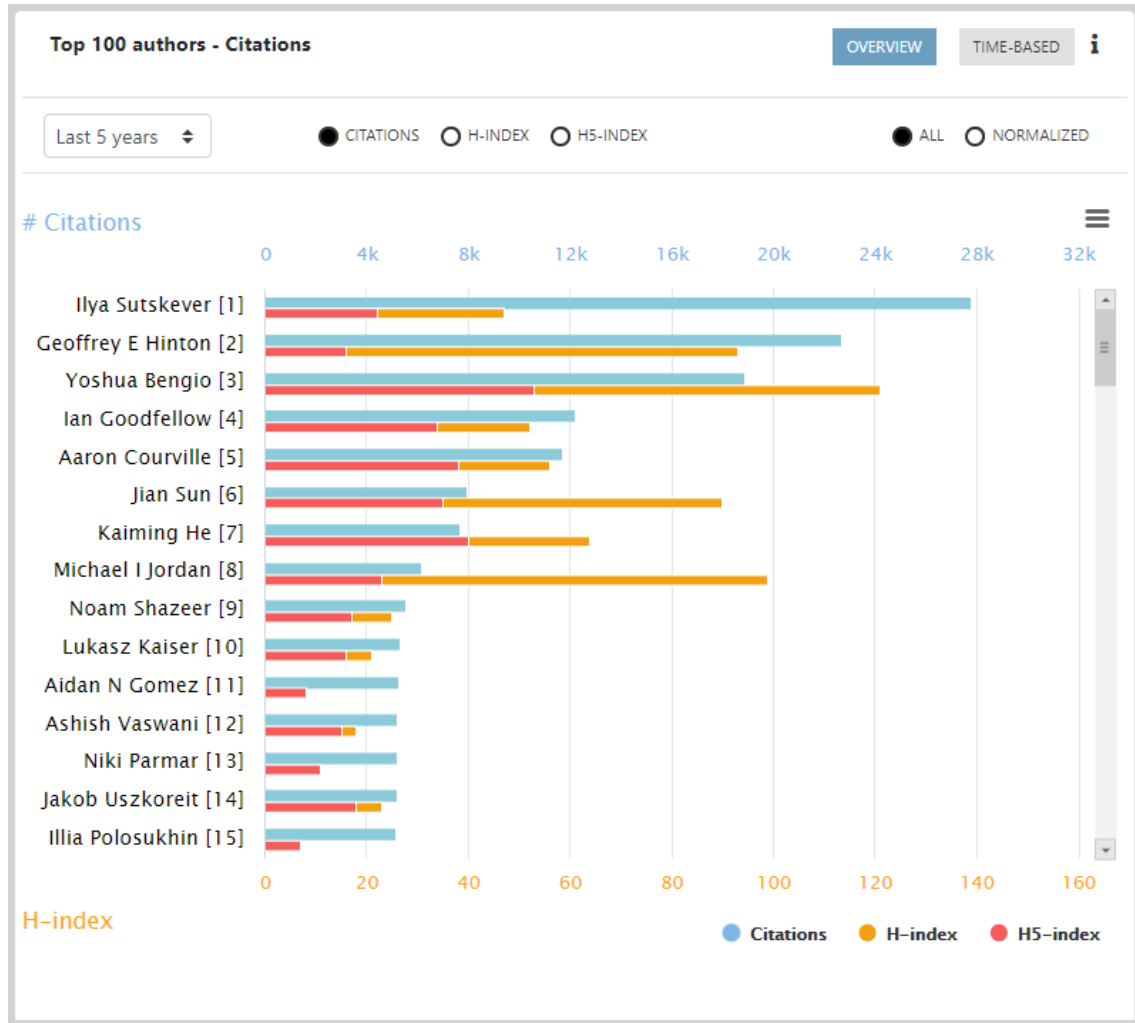 Top 100 authors - Citations OVERVIEW TIME-BASED i
Last 5 years CITATIONS H-INDEX H5-INDEX ALL NORMALIZED
# Citations
0 4k 8k 12k 16k 20k 24k 28k 32k
Ilya Sutskever [1]
Geoffrey E Hinton [2]
Yoshua Bengio [3]
Ian Goodfellow [4]
Aaron Courville [5]
Jian Sun [6]
Kaiming He [7]
Michael I Jordan [8]
Noam Shazeer [9]
Lukasz Kaiser [10]
Aidan N Gomez [11]
Ashish Vaswani [12]
Niki Parmar [13]
Jakob Uszkoreit [14]
Illia Polosukhin [15]
0 20 40 60 80 100 120 140 160
H-index
Citations H-index H5-index